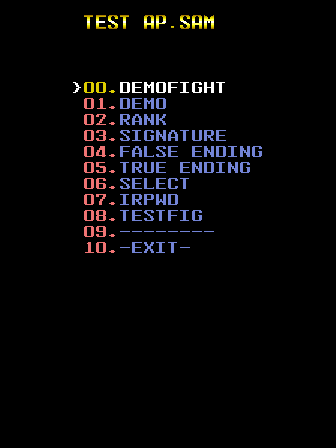 TEST AP.SAM
>00.DEMOFIGHT
01.DEMO
02.RANK
03.SIGNATURE
04.FALSE ENDING
05.TRUE ENDING
06.SELECT
07.IRPWD
08.TESTFIG
09.--------
10.-EXIT-